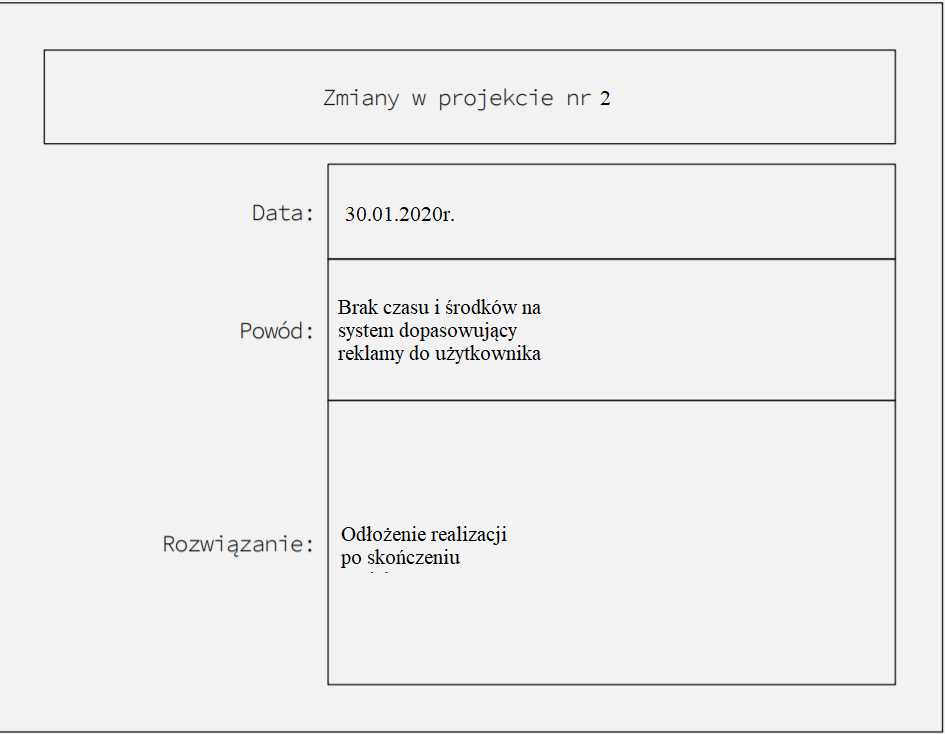 Zmiany w projekcie nr 2
Data: 30.01.2020r.
Powód:
Brak czasu i środków na
system dopasowujący
reklamy do użytkownika
Rozwiązanie:
Odłożenie realizacji
po skończeniu